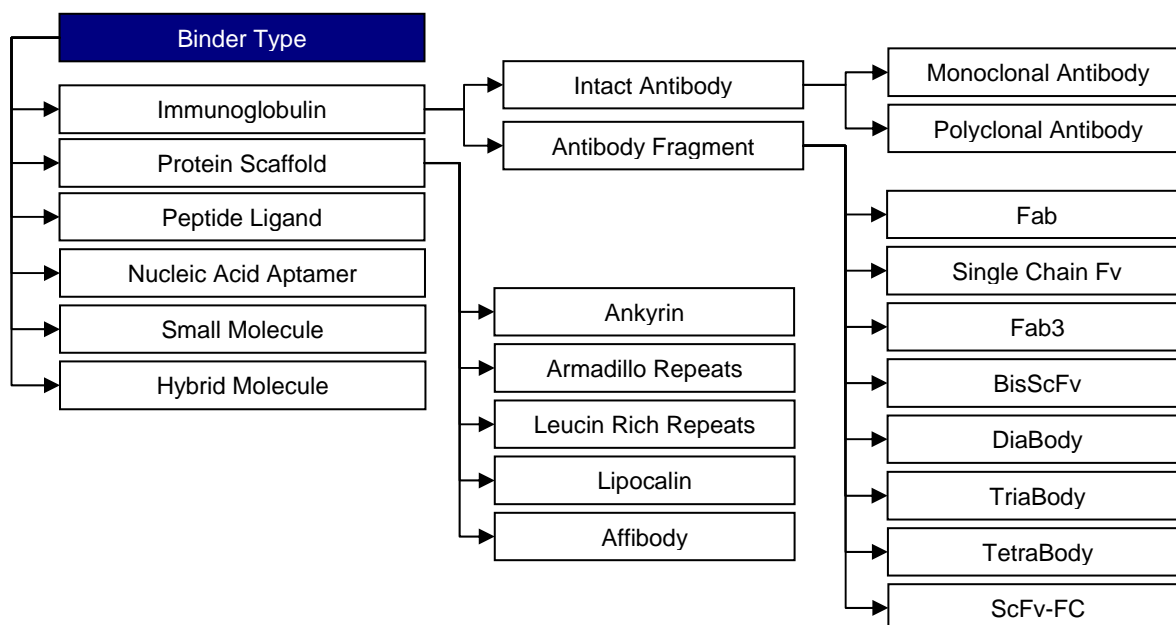 Binder Type
Immunoglobulin
Protein Scaffold
Peptide Ligand
Nucleic Acid Aptamer
Small Molecule
Hybrid Molecule
Intact Antibody
Antibody Fragment
Ankyrin
Armadillo Repeats
Leucin Rich Repeats
Lipocalin
Affibody
Monoclonal Antibody
Polyclonal Antibody
Fab
Single Chain Fv
Fab3
BisScFv
DiaBody
TriaBody
TetraBody
ScFv-FC